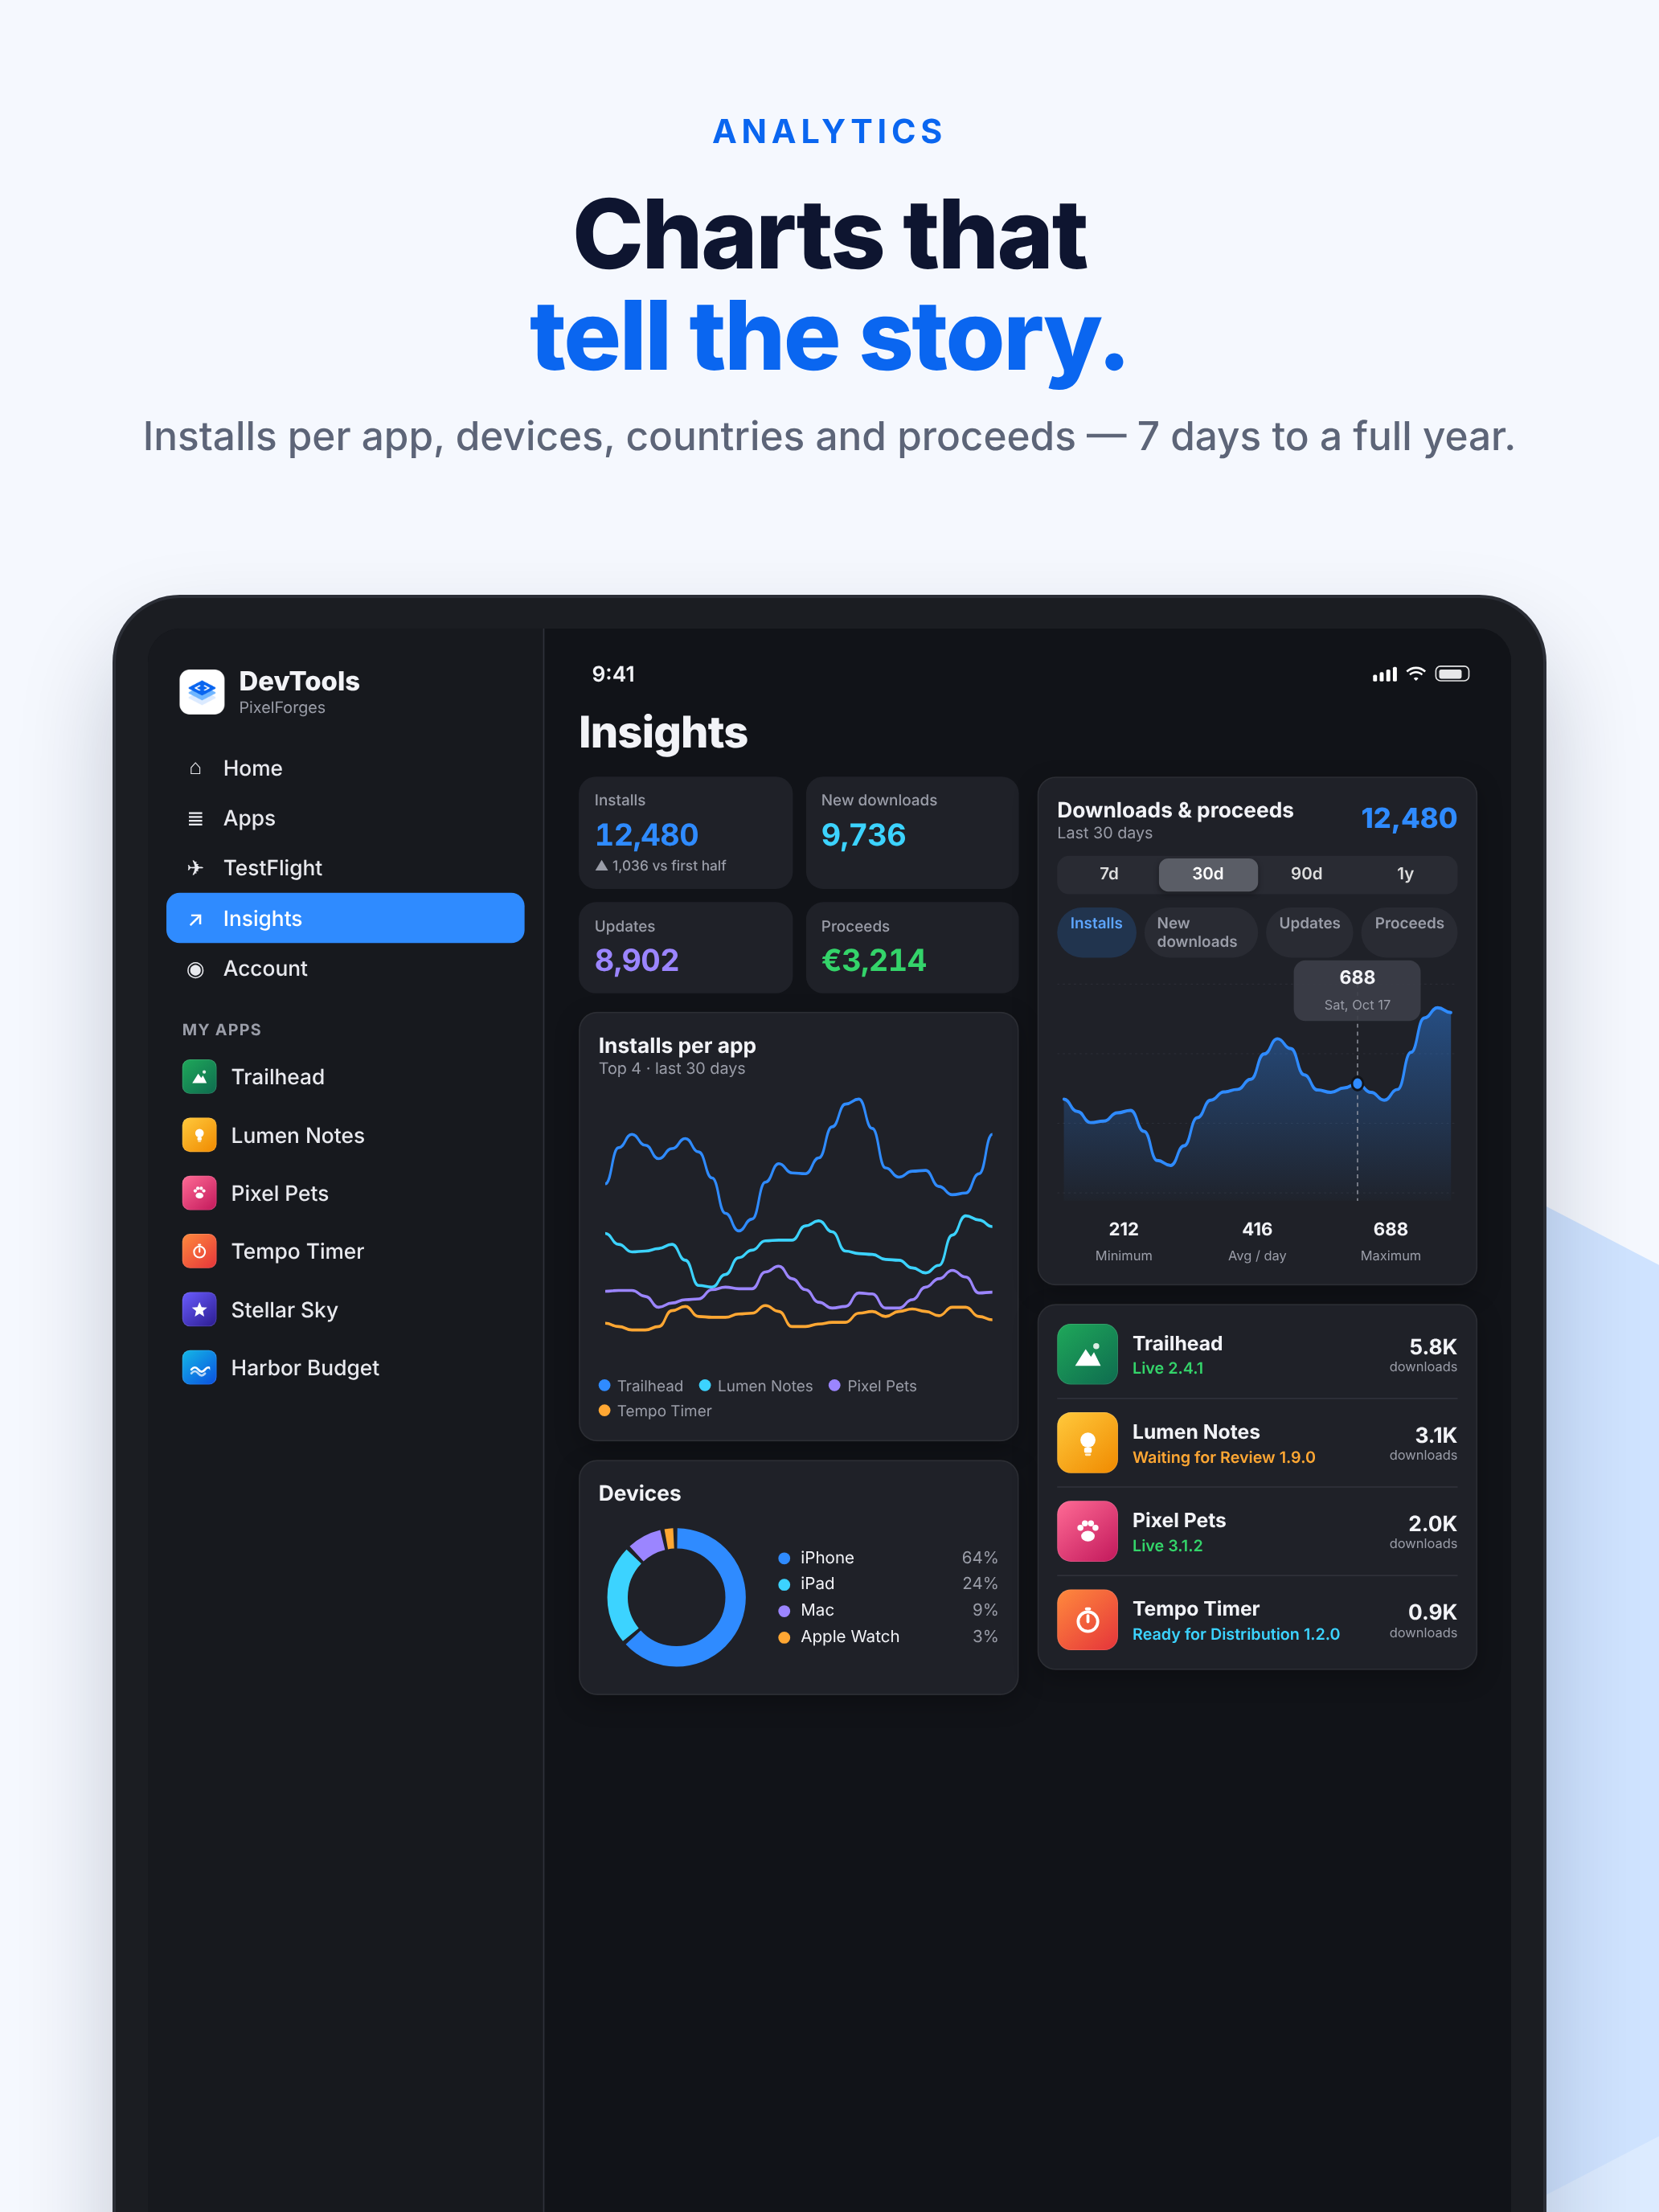 ANALYTICS
Charts that
tell the story.
Installs per app, devices, countries and proceeds — 7 days to a full year.
DevTools
PixelForges
Home
Apps
TestFlight
Insights
Account
MY APPS
Trailhead
Lumen Notes
Pixel Pets
Tempo Timer
Stellar Sky
Harbor Budget
9:41
Insights
Installs
12,480
▲ 1,036 vs first half
New downloads
9,736
Updates
8,902
Proceeds
€3,214
Installs per app
Top 4 · last 30 days
Trailhead Lumen Notes Pixel Pets
Tempo Timer
Devices
iPhone 64%
iPad 24%
Mac 9%
Apple Watch 3%
Downloads & proceeds
Last 30 days
12,480
7d 30d 90d 1y
Installs New downloads Updates Proceeds
688
Sat, Oct 17
212 416 688
Minimum Avg / day Maximum
Trailhead
Live 2.4.1
5.8K
downloads
Lumen Notes
Waiting for Review 1.9.0
3.1K
downloads
Pixel Pets
Live 3.1.2
2.0K
downloads
Tempo Timer
Ready for Distribution 1.2.0
0.9K
downloads